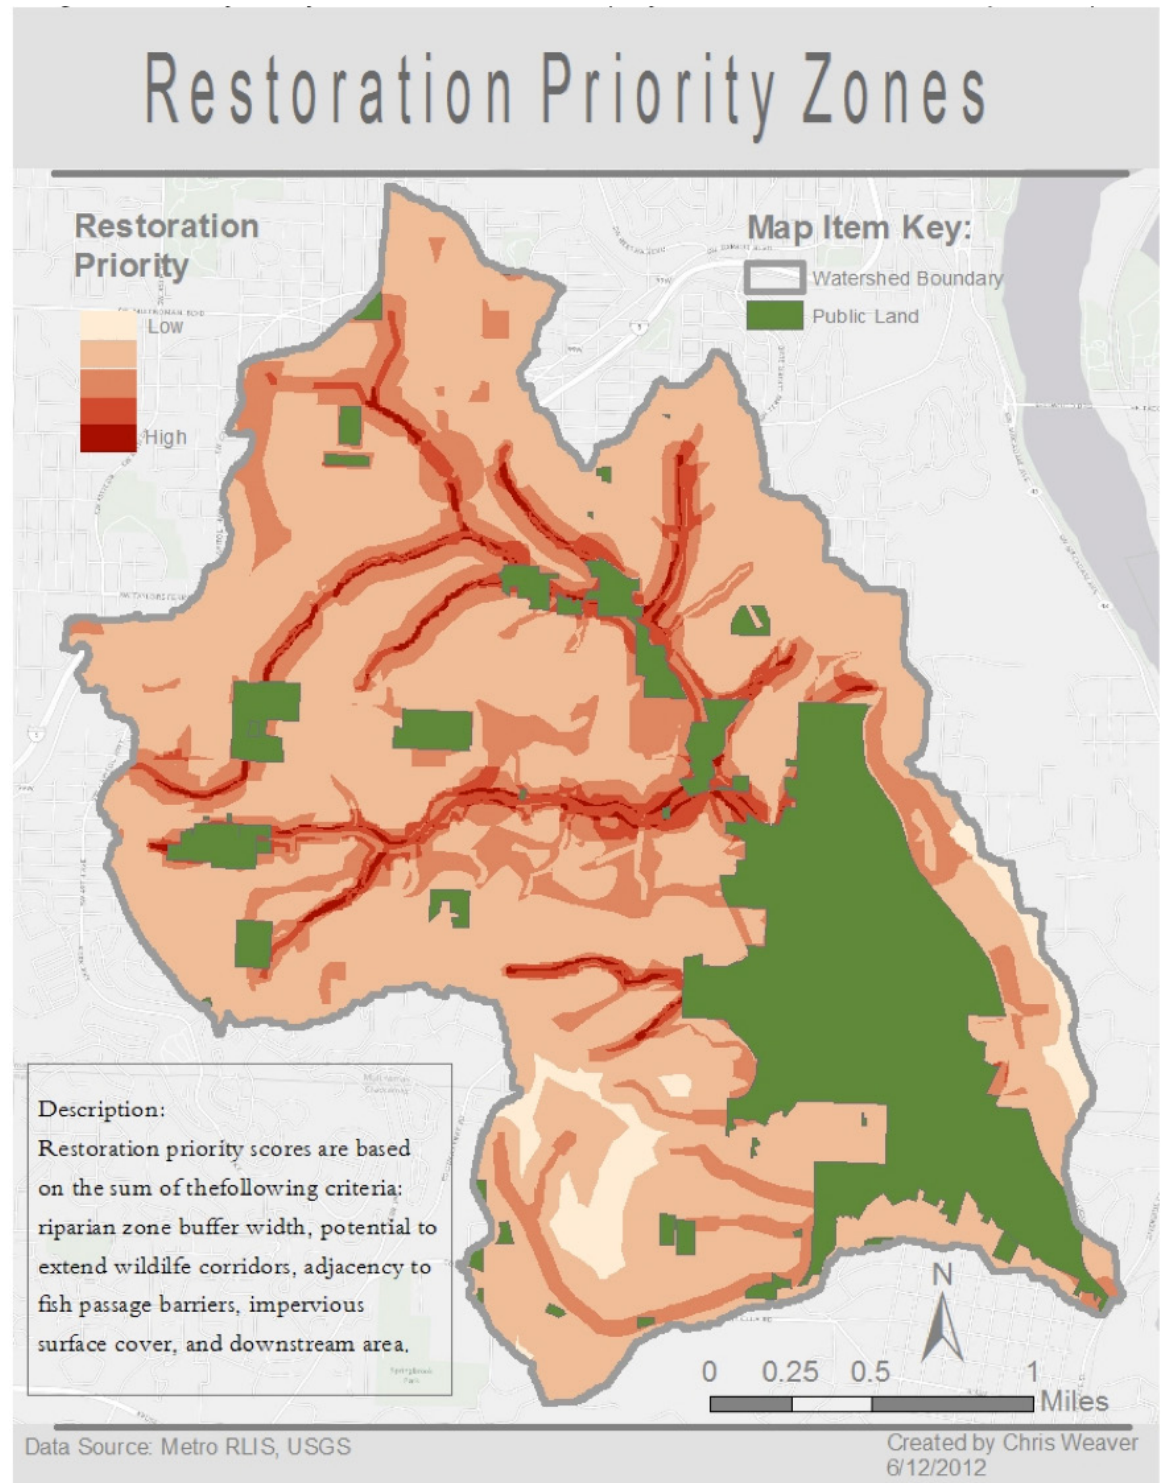 Restoration Priority Zones
Restoration
Priority
Low
High
Map Item Key:
Watershed Boundary
Public Land
Description:
Restoration priority scores are based
on the sum of thefollowing criteria:
riparian zone buffer width, potential to
extend wildilfe corridors, adjacency to
fish passage barriers, impervious
surface cover, and downstream area.
N
0 0.25 0.5 1
Miles
Springbrook
Park
Data Source: Metro RLIS, USGS
Created by Chris Weaver
6/12/2012